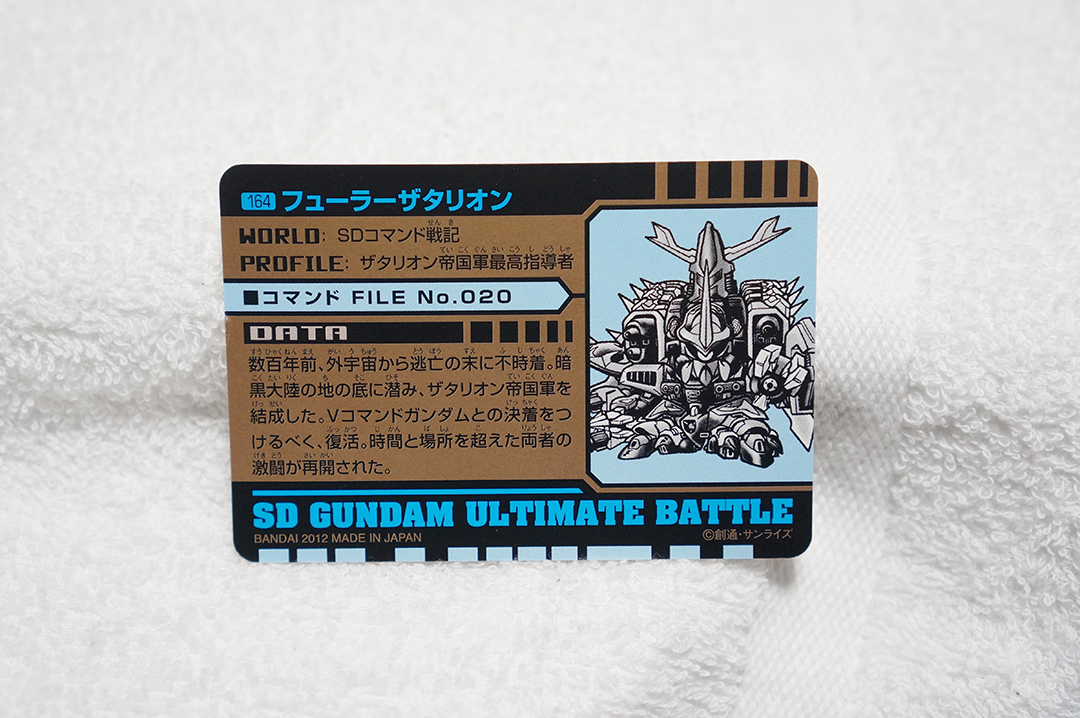 164 フューラーザタリオン
WORLD: SDコマンド戦記
PROFILE: ザタリオン帝国軍最高指導者
■コマンド FILE No.020
DATA
数百年前、外宇宙から逃亡の末に不時着。暗
黒大陸の地の底に潜み、ザタリオン帝国軍を
結成した。Vコマンドガンダムとの決着をつ
けるべく、復活。時間と場所を超えた両者の
激闘が再開された。
SD GUNDAM ULTIMATE BATTLE
BANDAI 2012 MADE IN JAPAN
©創通・サンライズ